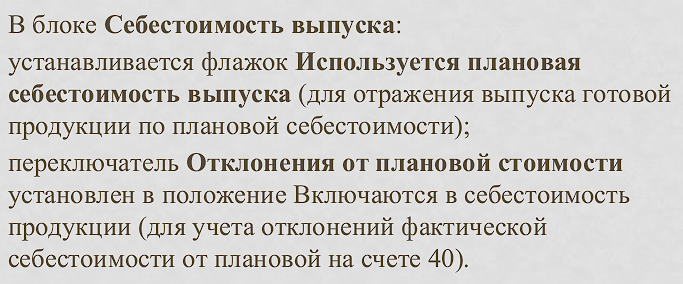 В блоке Себестоимость выпуска:
устанавливается флажок Используется плановая
себестоимость выпуска (для отражения выпуска готовой
продукции по плановой себестоимости);
переключатель Отклонения от плановой стоимости
установлен в положение Включаются в себестоимость
продукции (для учета отклонений фактической
себестоимости от плановой на счете 40).